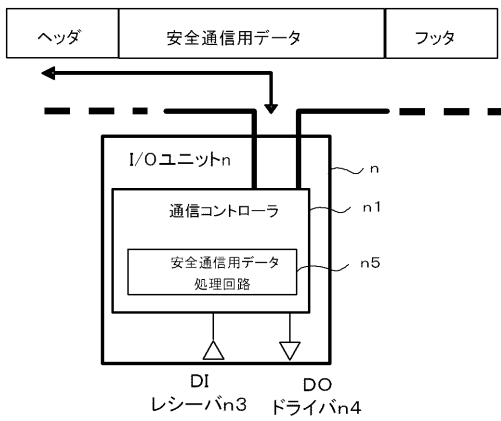 ヘッダ 安全通信用データ フッタ
I/Oユニットn
n
通信コントローラ
n1
安全通信用データ
処理回路
n5
DI
レシーバn3
DO
ドライバn4